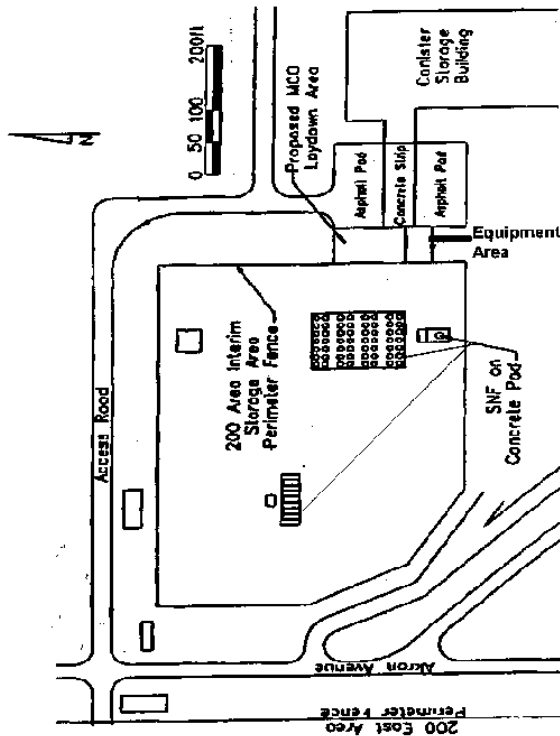 N
0 50 100 200ft
Access Road
200 Area Interim
Storage Area
Perimeter Fence
Proposed MCO
Laydown Area
Asphalt Pad
Concrete Strip
Asphalt Pad
Canister
Storage
Building
Equipment
Area
SNF on
Concrete Pad
Akron Avenue
200 East Area
Perimeter Fence